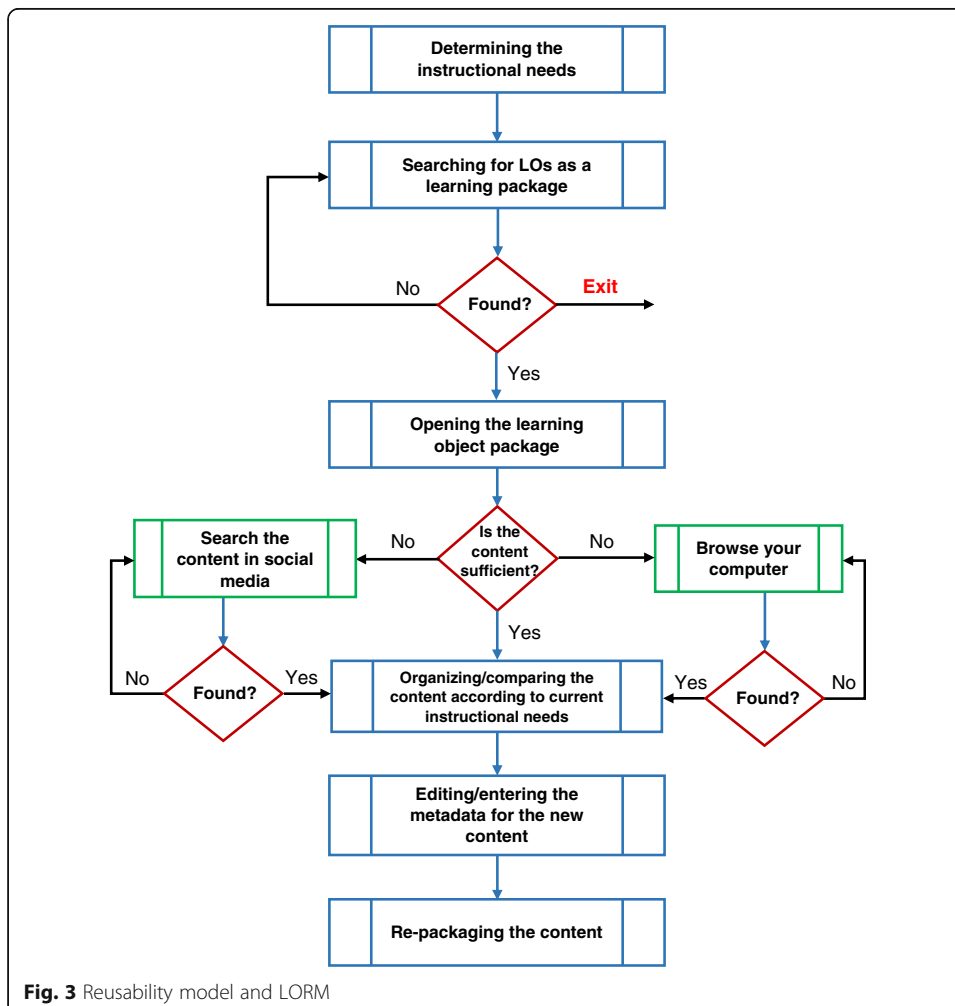 Determining the
instructional needs
Searching for LOs as a
learning package
No
Exit
Found?
Yes
Opening the learning
object package
Search the
content in social
media
No
Is the
content
sufficient?
No
Browse your
computer
Yes
No
Found?
Yes
Organizing/comparing the
content according to current
instructional needs
Yes
Found?
No
Editing/entering the
metadata for the new
content
Re-packaging the content
Fig. 3 Reusability model and LORM